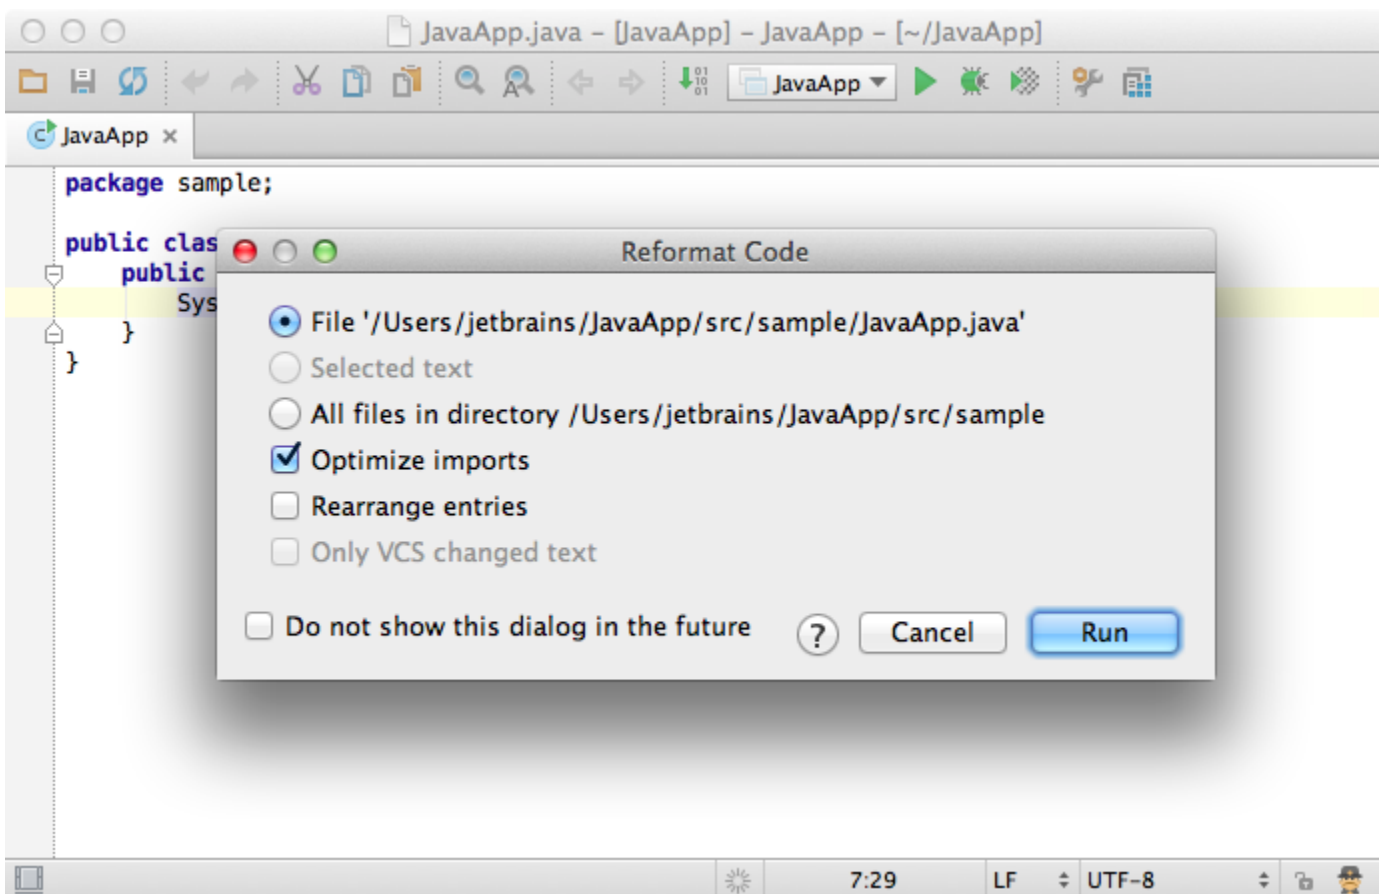 JavaApp.java – [JavaApp] – JavaApp – [~/JavaApp]
JavaApp
JavaApp
package sample;
public clas
public
Sys
}
}
Reformat Code
File '/Users/jetbrains/JavaApp/src/sample/JavaApp.java'
Selected text
All files in directory /Users/jetbrains/JavaApp/src/sample
Optimize imports
Rearrange entries
Only VCS changed text
Do not show this dialog in the future ? Cancel Run
7:29 LF UTF-8